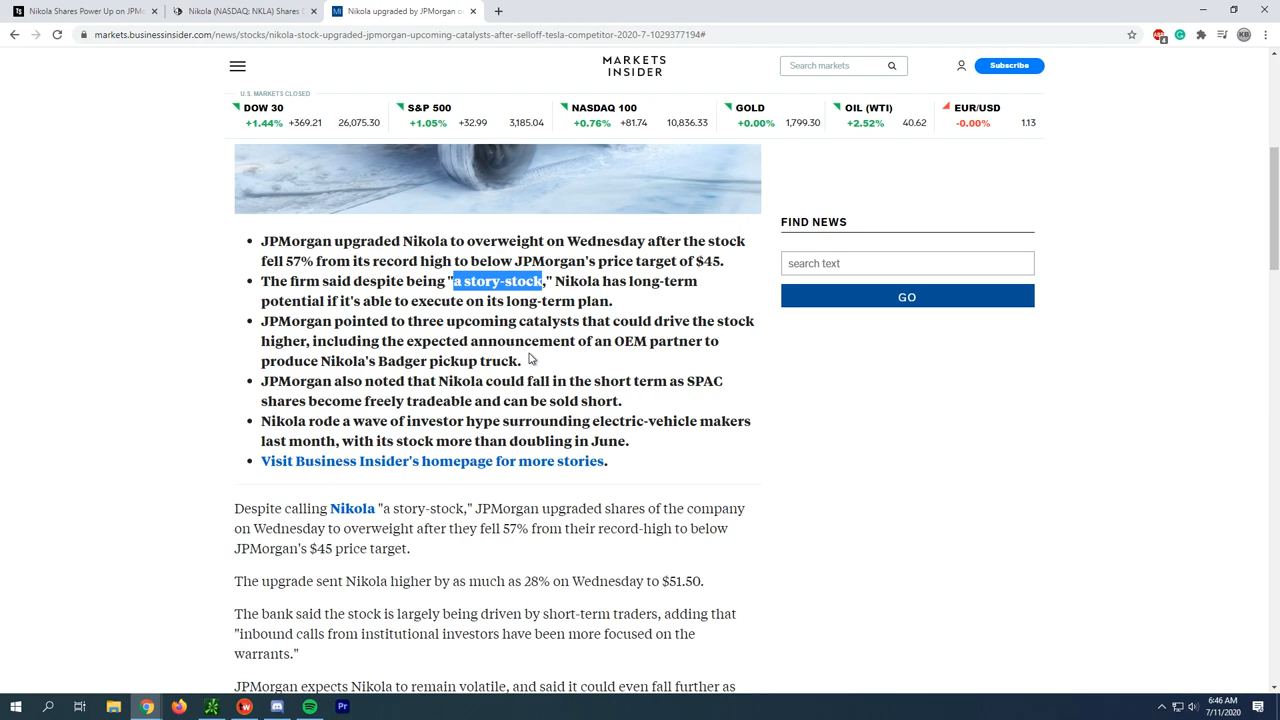 Nikola Shares Power Up on JPMo
Nikola (NASDAQ: NKLA) Shares D
Nikola upgraded by JPMorgan on
markets.businessinsider.com/news/stocks/nikola-stock-upgraded-jpmorgan-upcoming-catalysts-after-selloff-tesla-competitor-2020-7-1029377194#
MARKETS
INSIDER
Search markets
Subscribe
U.S. MARKETS CLOSED
DOW 30
+1.44% +369.21 26,075.30
S&P 500
+1.05% +32.99 3,185.04
NASDAQ 100
+0.76% +81.74 10,836.33
GOLD
+0.00% 1,799.30
OIL (WTI)
+2.52% 40.62
EUR/USD
-0.00% 1.13
• JPMorgan upgraded Nikola to overweight on Wednesday after the stock
fell 57% from its record high to below JPMorgan's price target of $45.
• The firm said despite being "a story-stock," Nikola has long-term
potential if it's able to execute on its long-term plan.
• JPMorgan pointed to three upcoming catalysts that could drive the stock
higher, including the expected announcement of an OEM partner to
produce Nikola's Badger pickup truck.
• JPMorgan also noted that Nikola could fall in the short term as SPAC
shares become freely tradeable and can be sold short.
• Nikola rode a wave of investor hype surrounding electric-vehicle makers
last month, with its stock more than doubling in June.
• Visit Business Insider's homepage for more stories.
Despite calling Nikola "a story-stock," JPMorgan upgraded shares of the company
on Wednesday to overweight after they fell 57% from their record-high to below
JPMorgan's $45 price target.
The upgrade sent Nikola higher by as much as 28% on Wednesday to $51.50.
The bank said the stock is largely being driven by short-term traders, adding that
"inbound calls from institutional investors have been more focused on the
warrants."
JPMorgan expects Nikola to remain volatile, and said it could even fall further as
FIND NEWS
search text
GO
6:46 AM
7/11/2020